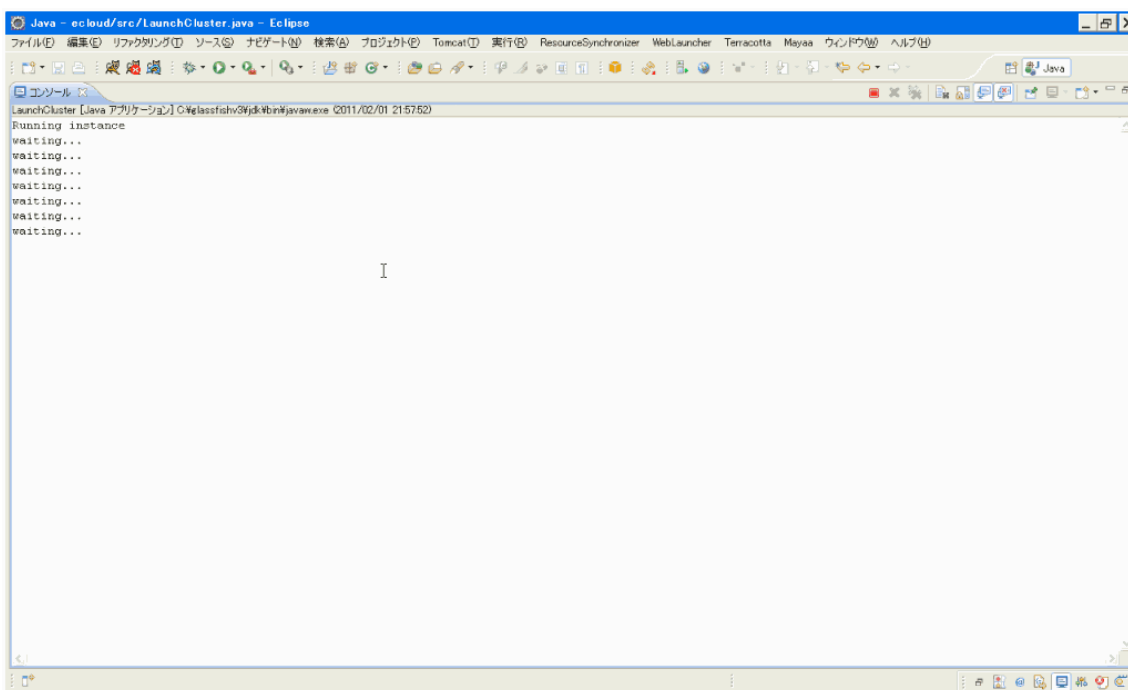 Java - ecloud/src/LaunchCluster.java - Eclipse
ファイル(F) 編集(E) リファクタリング(T) ソース(S) ナビゲート(N) 検索(A) プロジェクト(P) Tomcat(T) 実行(R) ResourceSynchronizer WebLauncher Terracotta Mayaa ウィンドウ(W) ヘルプ(H)
Java
コンソール
LaunchCluster [Java アプリケーション] C:¥glassfishv3¥jdk¥bin¥javaw.exe (2011/02/01 21:57:52)
Running instance
waiting...
waiting...
waiting...
waiting...
waiting...
waiting...
waiting...